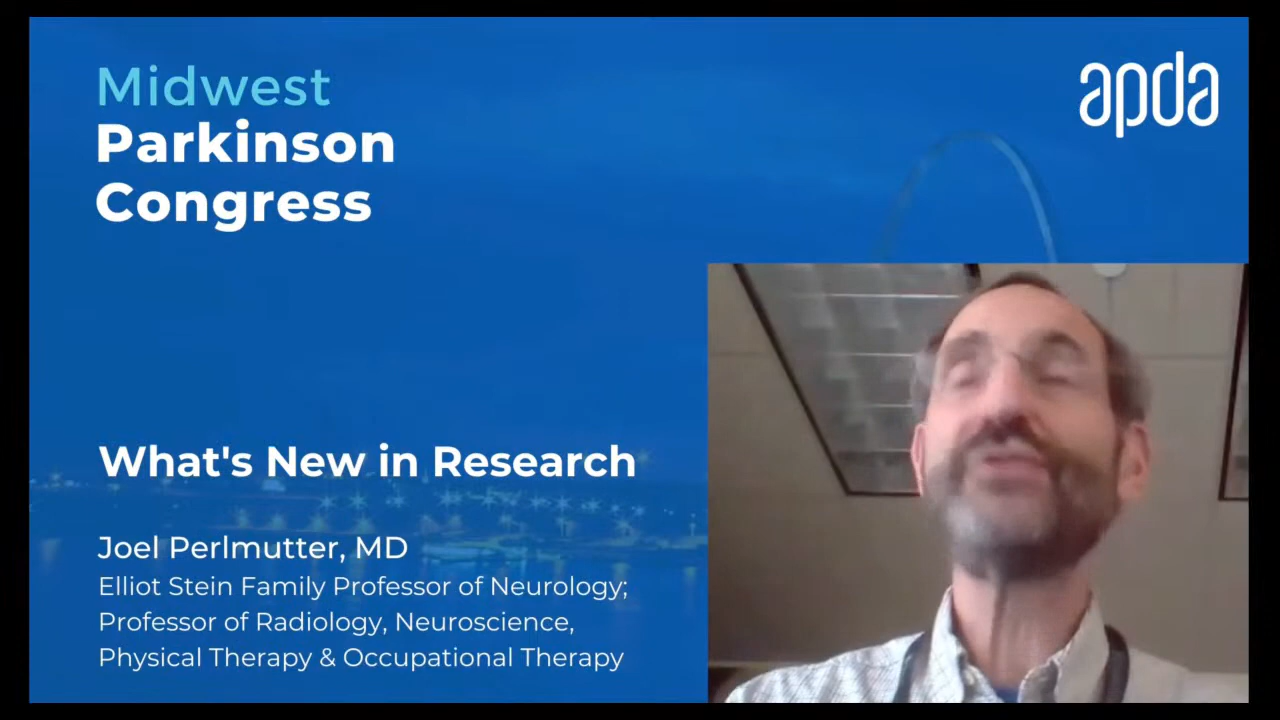 Midwest
Parkinson
Congress
apda
What's New in Research
Joel Perlmutter, MD
Elliot Stein Family Professor of Neurology;
Professor of Radiology, Neuroscience,
Physical Therapy & Occupational Therapy